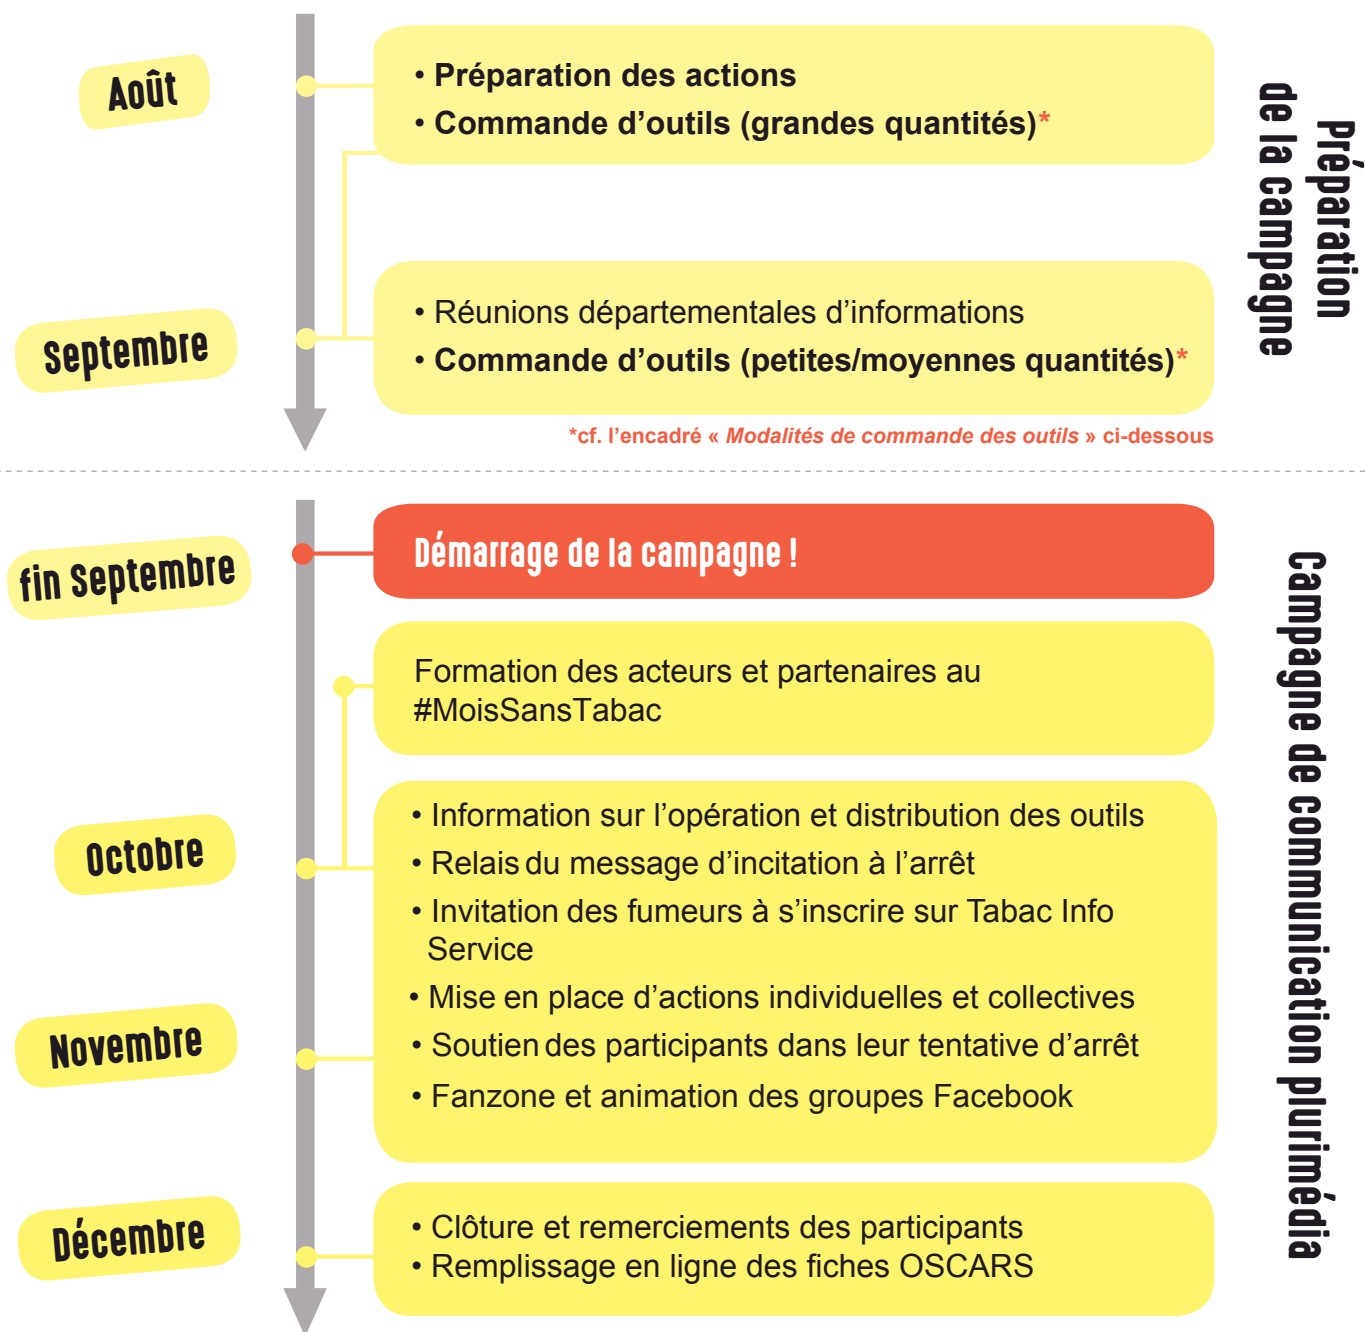 Août
• Préparation des actions
• Commande d’outils (grandes quantités)*
Préparation
de la campagne
Septembre
• Réunions départementales d’informations
• Commande d’outils (petites/moyennes quantités)*
*cf. l’encadré « Modalités de commande des outils » ci-dessous
fin Septembre
Démarrage de la campagne !
Formation des acteurs et partenaires au
#MoisSansTabac
Campagne de communication plurimédia
Octobre
• Information sur l’opération et distribution des outils
• Relais du message d’incitation à l’arrêt
• Invitation des fumeurs à s’inscrire sur Tabac Info
Service
• Mise en place d’actions individuelles et collectives
Novembre
• Soutien des participants dans leur tentative d’arrêt
• Fanzone et animation des groupes Facebook
Décembre
• Clôture et remerciements des participants
• Remplissage en ligne des fiches OSCARS